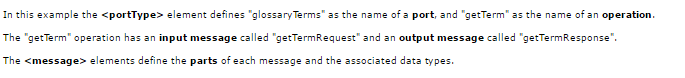 In this example the <portType> element defines "glossaryTerms" as the name of a port, and "getTerm" as the name of an operation.
The "getTerm" operation has an input message called "getTermRequest" and an output message called "getTermResponse".
The <message> elements define the parts of each message and the associated data types.